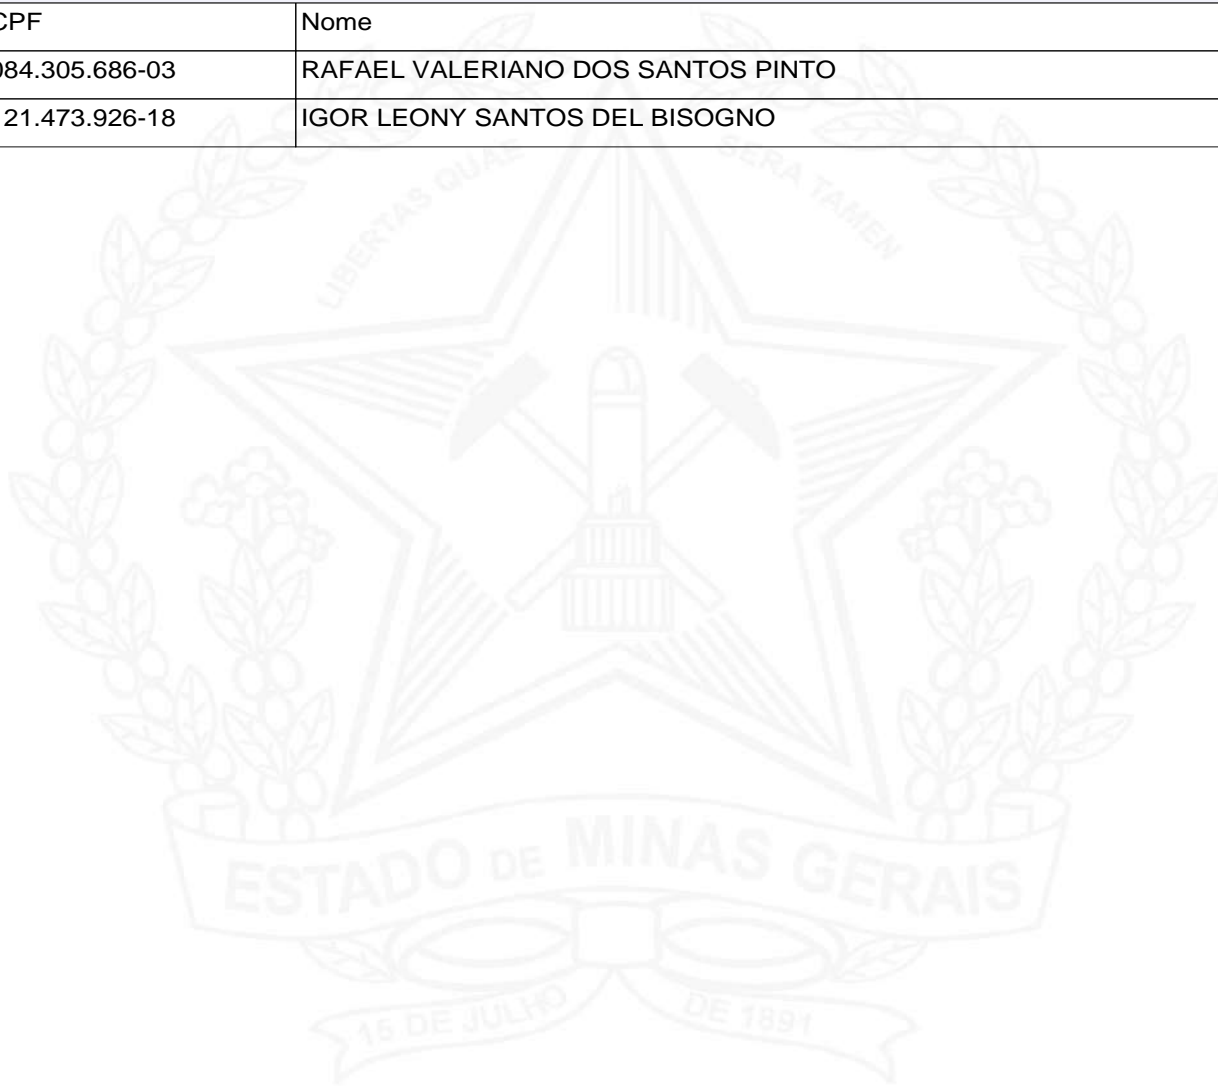 CPF Nome
084.305.686-03 RAFAEL VALERIANO DOS SANTOS PINTO
21.473.926-18 IGOR LEONY SANTOS DEL BISOGNO
LIBERTAS QUAE SERA TAMEN
ESTADO DE MINAS GERAIS
15 DE JULHO DE 1891